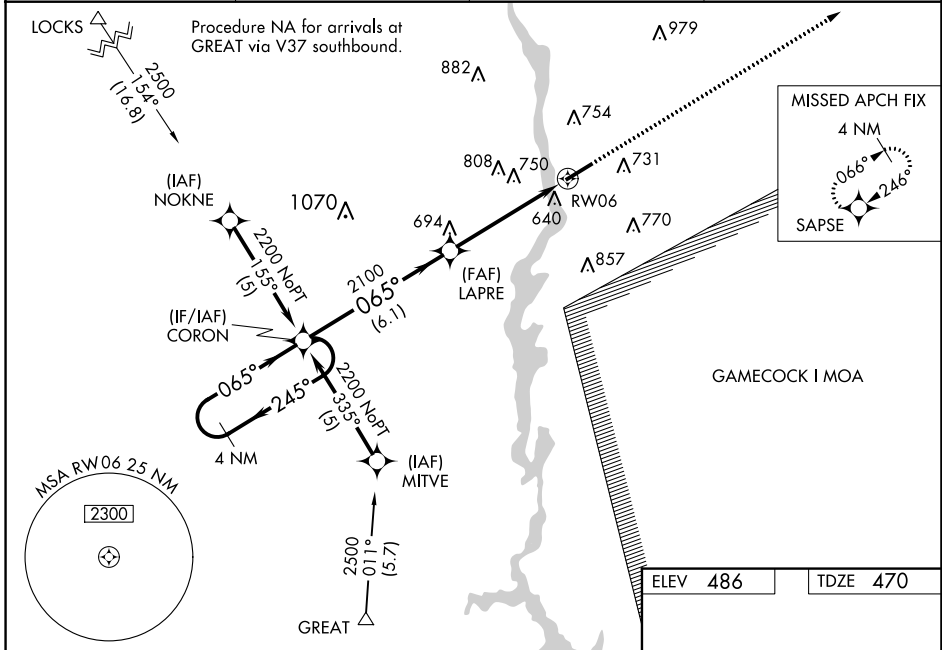 LOCKS
Procedure NA for arrivals at
GREAT via V37 southbound.
2500
154°
(16.8)
979
882
754
808
750
731
RW06
640
770
857
MISSED APCH FIX
4 NM
066°
246°
SAPSE
(IAF)
NOKNE
1070
694
2200 NoPT
155°
(5)
2100
065°
(6.1)
(FAF)
LAPRE
(IF/IAF)
CORON
065°
245°
4 NM
2200 NoPT
335°
(5)
(IAF)
MITVE
GAMECOCK I MOA
MSA RW06 25 NM
2300
2500
011°
(5.7)
GREAT
ELEV 486
TDZE 470